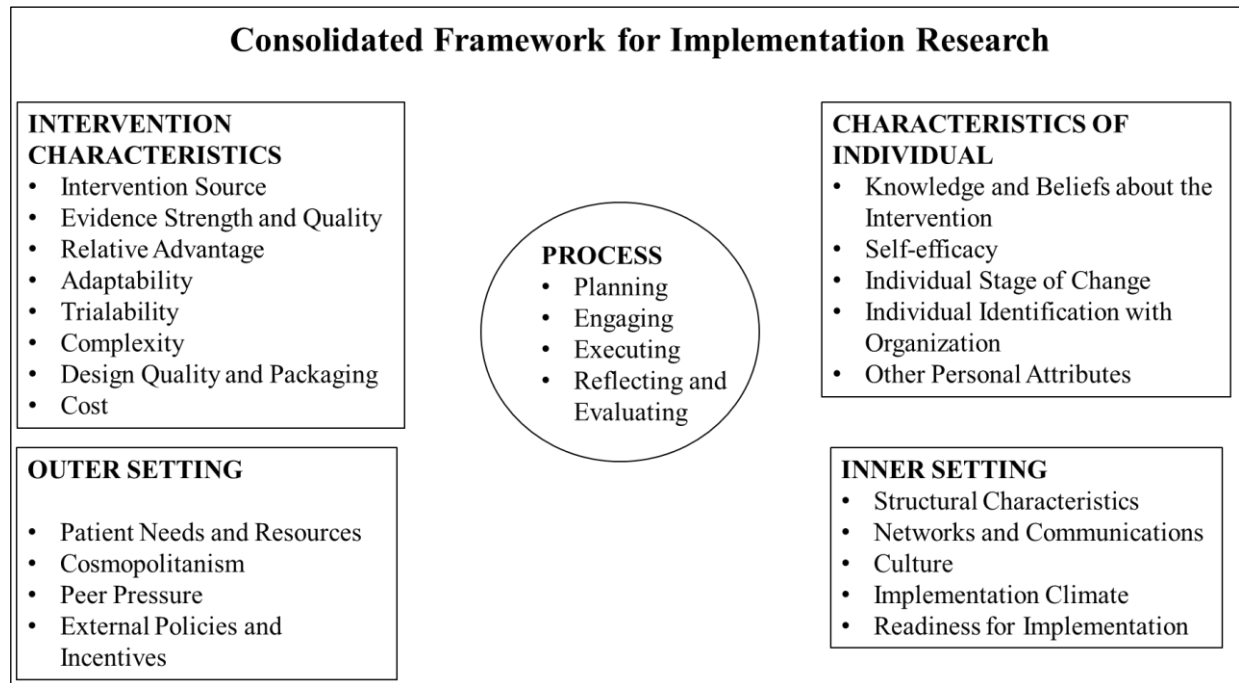 Consolidated Framework for Implementation Research
INTERVENTION
CHARACTERISTICS
• Intervention Source
• Evidence Strength and Quality
• Relative Advantage
• Adaptability
• Trialability
• Complexity
• Design Quality and Packaging
• Cost
OUTER SETTING
• Patient Needs and Resources
• Cosmopolitanism
• Peer Pressure
• External Policies and
Incentives
PROCESS
• Planning
• Engaging
• Executing
• Reflecting and
Evaluating
CHARACTERISTICS OF
INDIVIDUAL
• Knowledge and Beliefs about the
Intervention
• Self-efficacy
• Individual Stage of Change
• Individual Identification with
Organization
• Other Personal Attributes
INNER SETTING
• Structural Characteristics
• Networks and Communications
• Culture
• Implementation Climate
• Readiness for Implementation